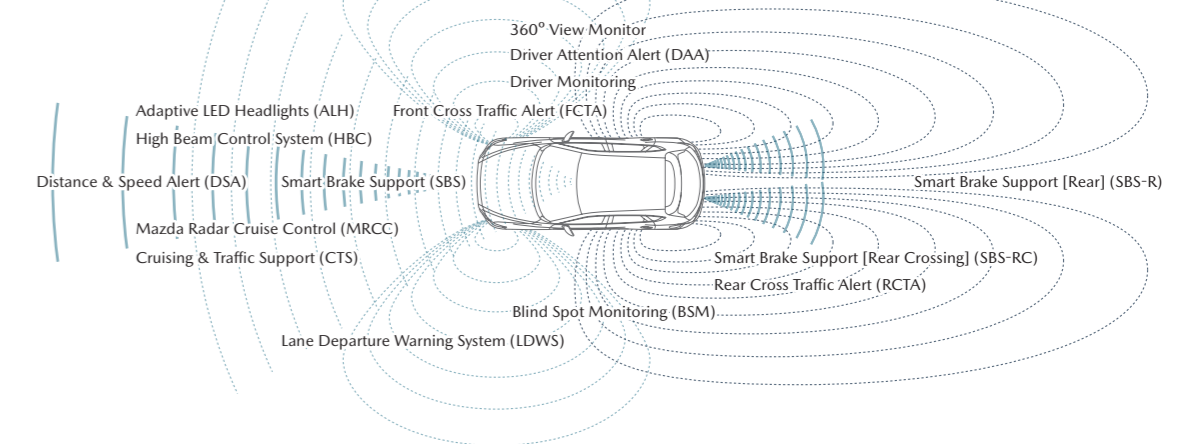 360° View Monitor
Driver Attention Alert (DAA)
Driver Monitoring
Adaptive LED Headlights (ALH)
Front Cross Traffic Alert (FCTA)
High Beam Control System (HBC)
Distance & Speed Alert (DSA)
Smart Brake Support (SBS)
Smart Brake Support [Rear] (SBS-R)
Mazda Radar Cruise Control (MRCC)
Cruising & Traffic Support (CTS)
Smart Brake Support [Rear Crossing] (SBS-RC)
Rear Cross Traffic Alert (RCTA)
Blind Spot Monitoring (BSM)
Lane Departure Warning System (LDWS)